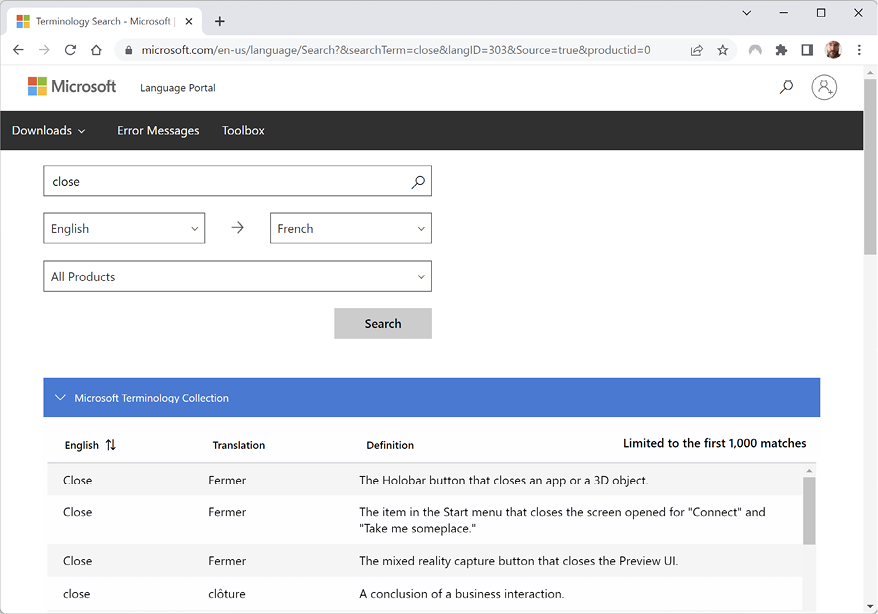 Terminology Search - Microsoft |
microsoft.com/en-us/language/Search?&searchTerm=close&langID=303&Source=true&productid=0
Microsoft Language Portal
Downloads Error Messages Toolbox
close
English French
All Products
Search
Microsoft Terminology Collection
English Translation Definition Limited to the first 1,000 matches
Close Fermer The Holobar button that closes an app or a 3D object.
Close Fermer The item in the Start menu that closes the screen opened for "Connect" and
"Take me someplace."
Close Fermer The mixed reality capture button that closes the Preview UI.
close clôture A conclusion of a business interaction.